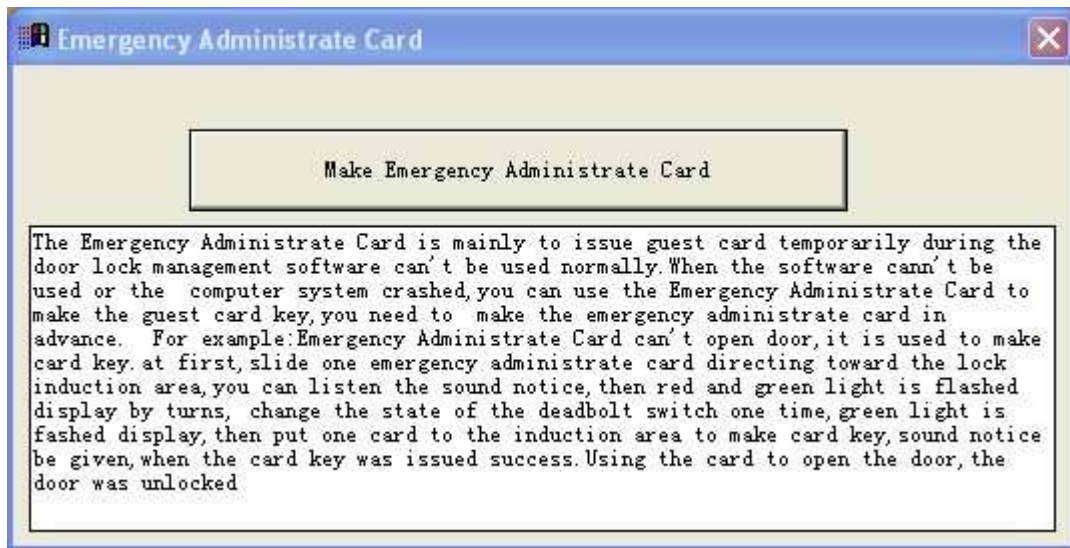 Emergency Administrate Card
Make Emergency Administrate Card
The Emergency Administrate Card is mainly to issue guest card temporarily during the
door lock management software can't be used normally.When the software cann't be
used or the  computer system crashed,you can use the Emergency Administrate Card to
make the guest card key,you need to  make the emergency administrate card in
advance.  For example:Emergency Administrate Card can't open door,it is used to make
card key.at first,slide one emergency administrate card directing toward the lock
induction area,you can listen the sound notice,then red and green light is flashed
display by turns, change the state of the deadbolt switch one time,green light is
fashed display,then put one card to the induction area to make card key,sound notice
be given,when the card key was issued success.Using the card to open the door,the
door was unlocked